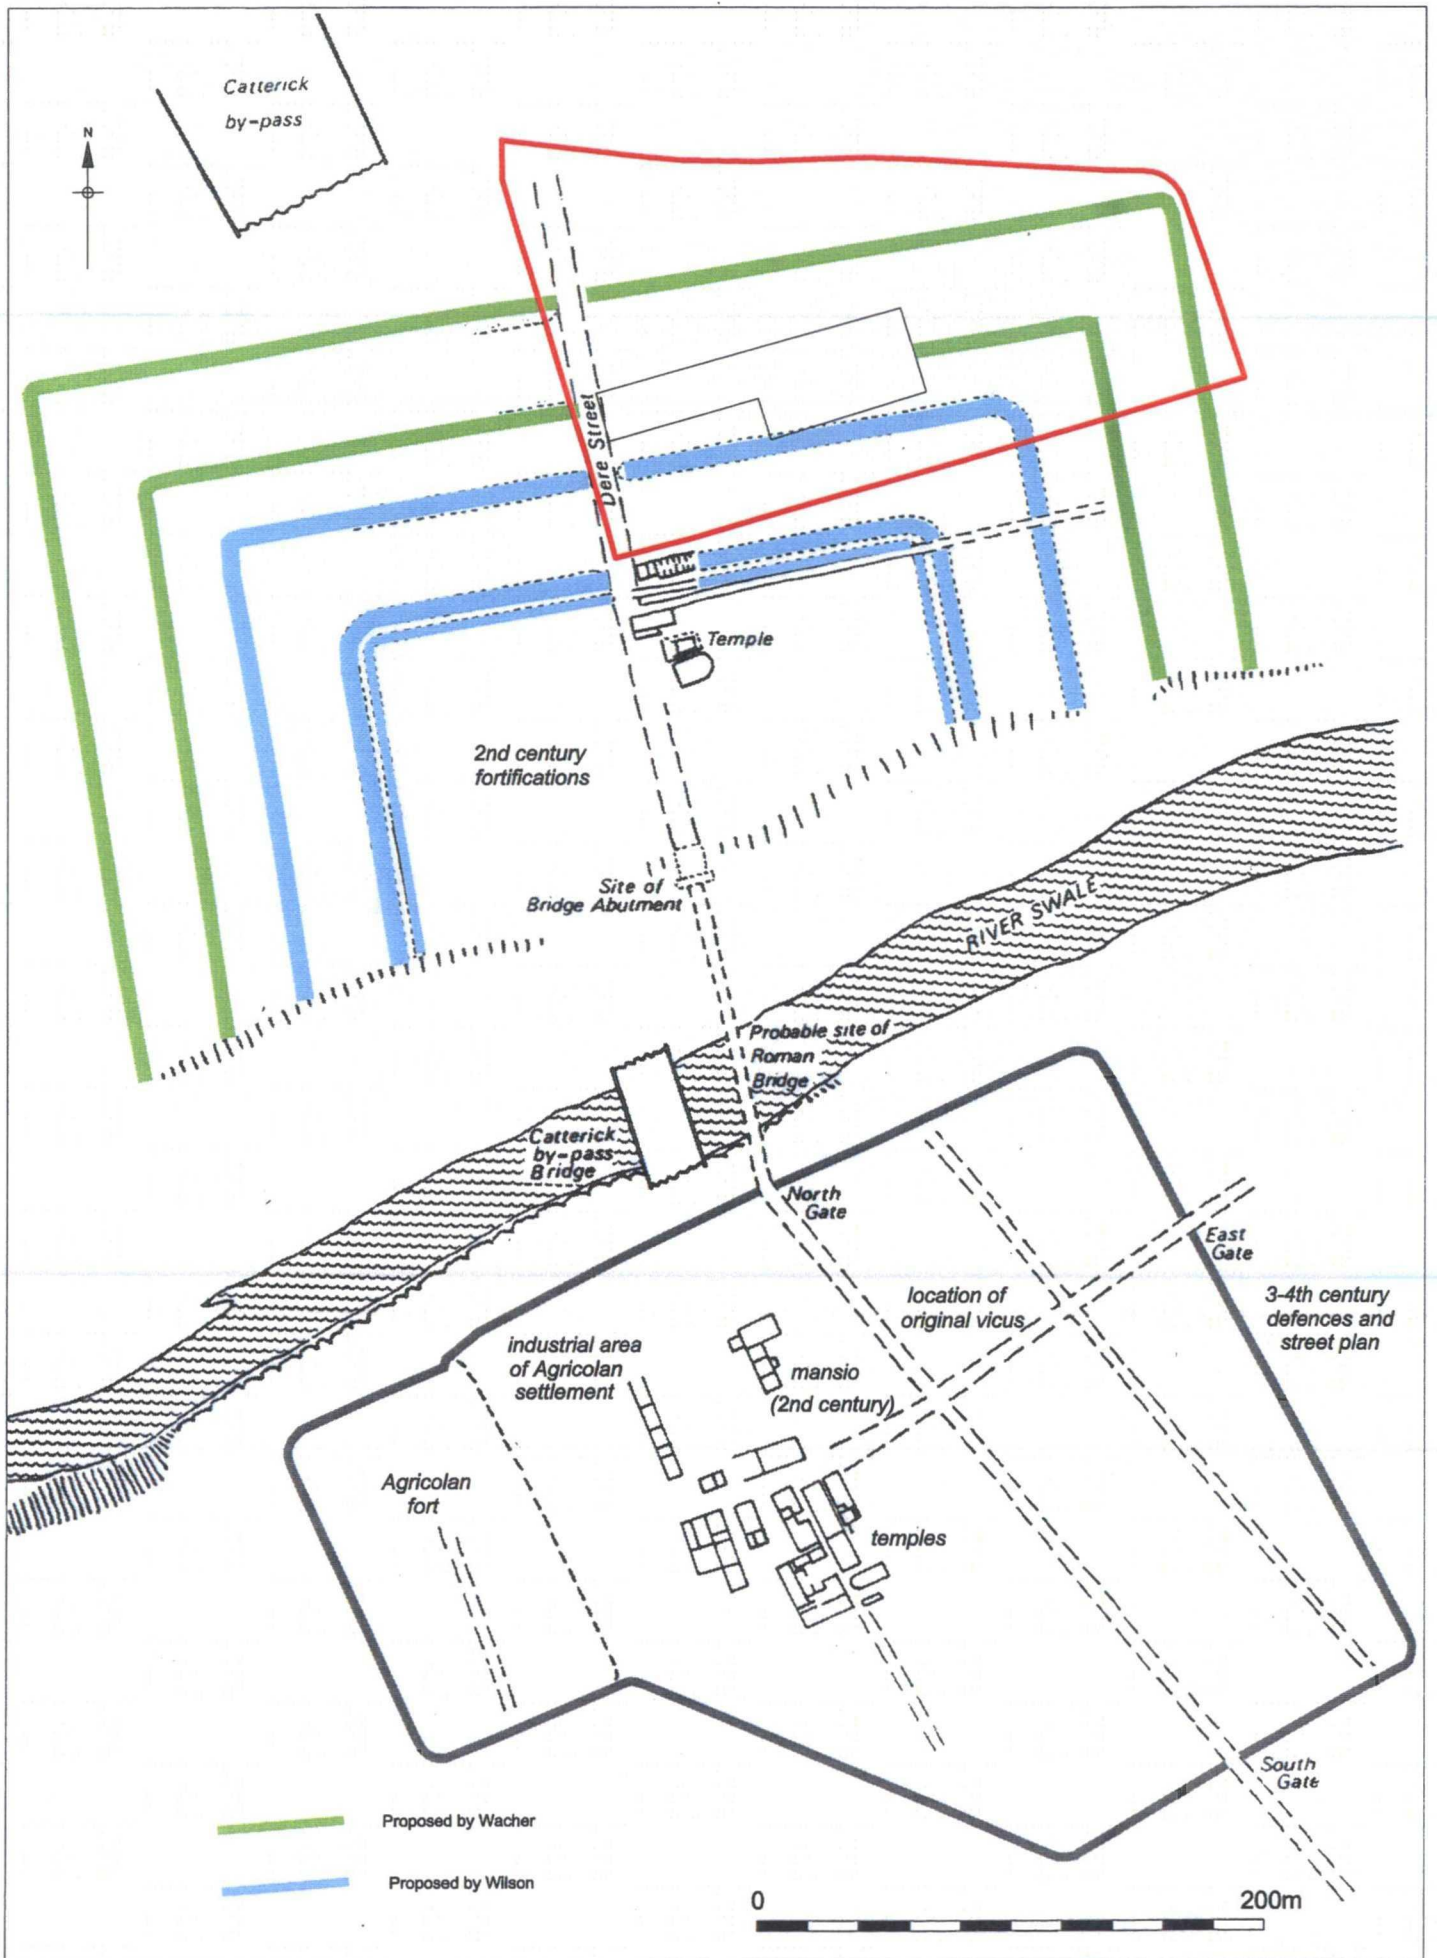 Catterick
by-pass
N
Dere Street
Temple
2nd century
fortifications
Site of
Bridge Abutment
RIVER SWALE
Probable site of
Roman
Bridge
Catterick
by-pass
Bridge
North
Gate
East
Gate
location of
original vicus
3-4th century
defences and
street plan
industrial area
of Agricolan
settlement
mansio
(2nd century)
Agricolan
fort
temples
South
Gate
Proposed by Wacher
Proposed by Wilson
0 200m